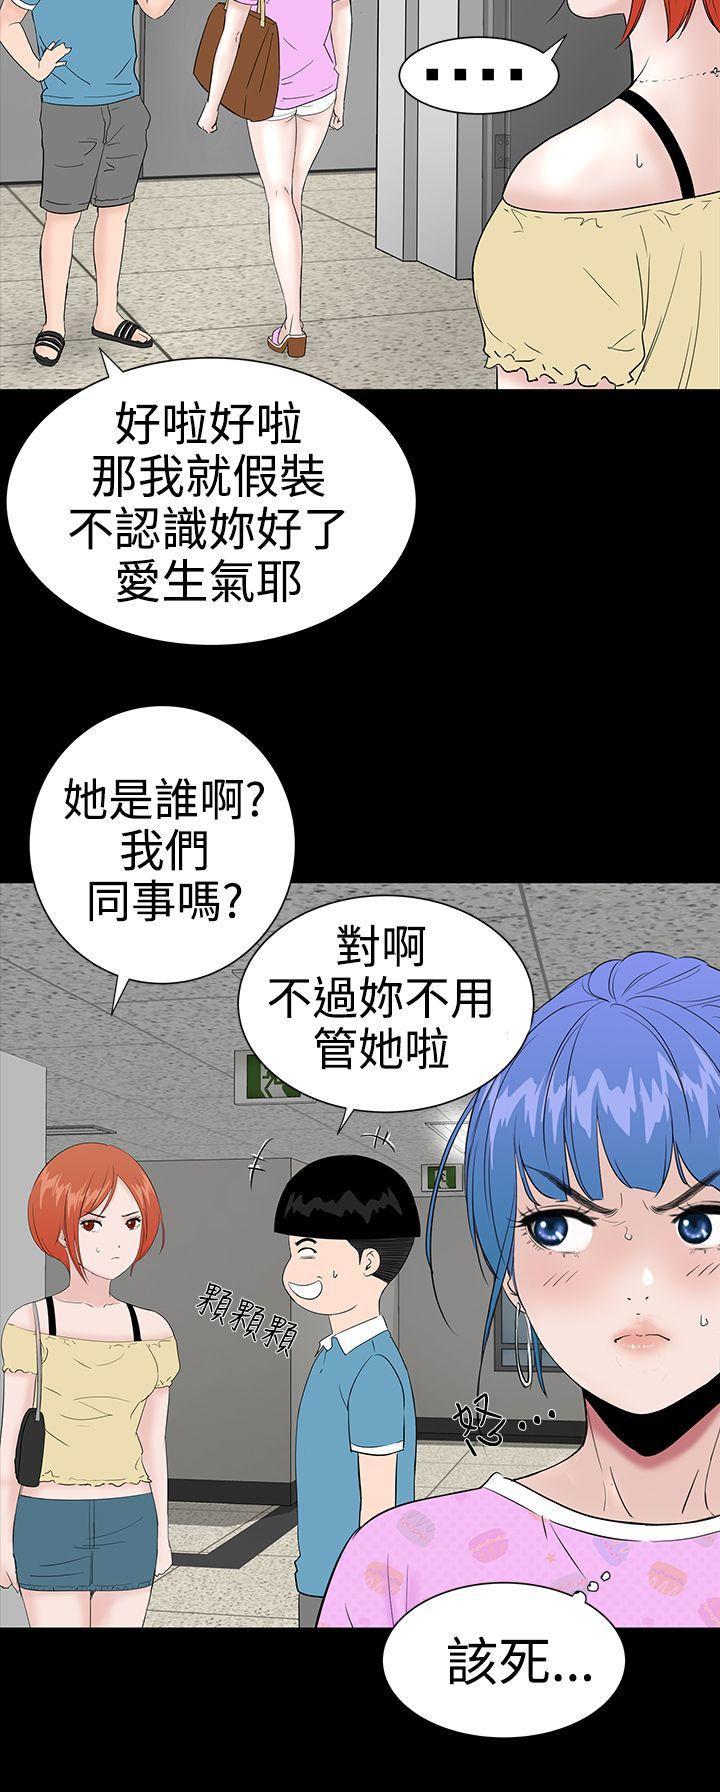 ....
好啦好啦
那我就假裝
不認識妳好了
愛生氣耶
她是誰啊?
我們
同事嗎?
對啊
不過妳不用
管她啦
顆顆顆
怒...
該死...